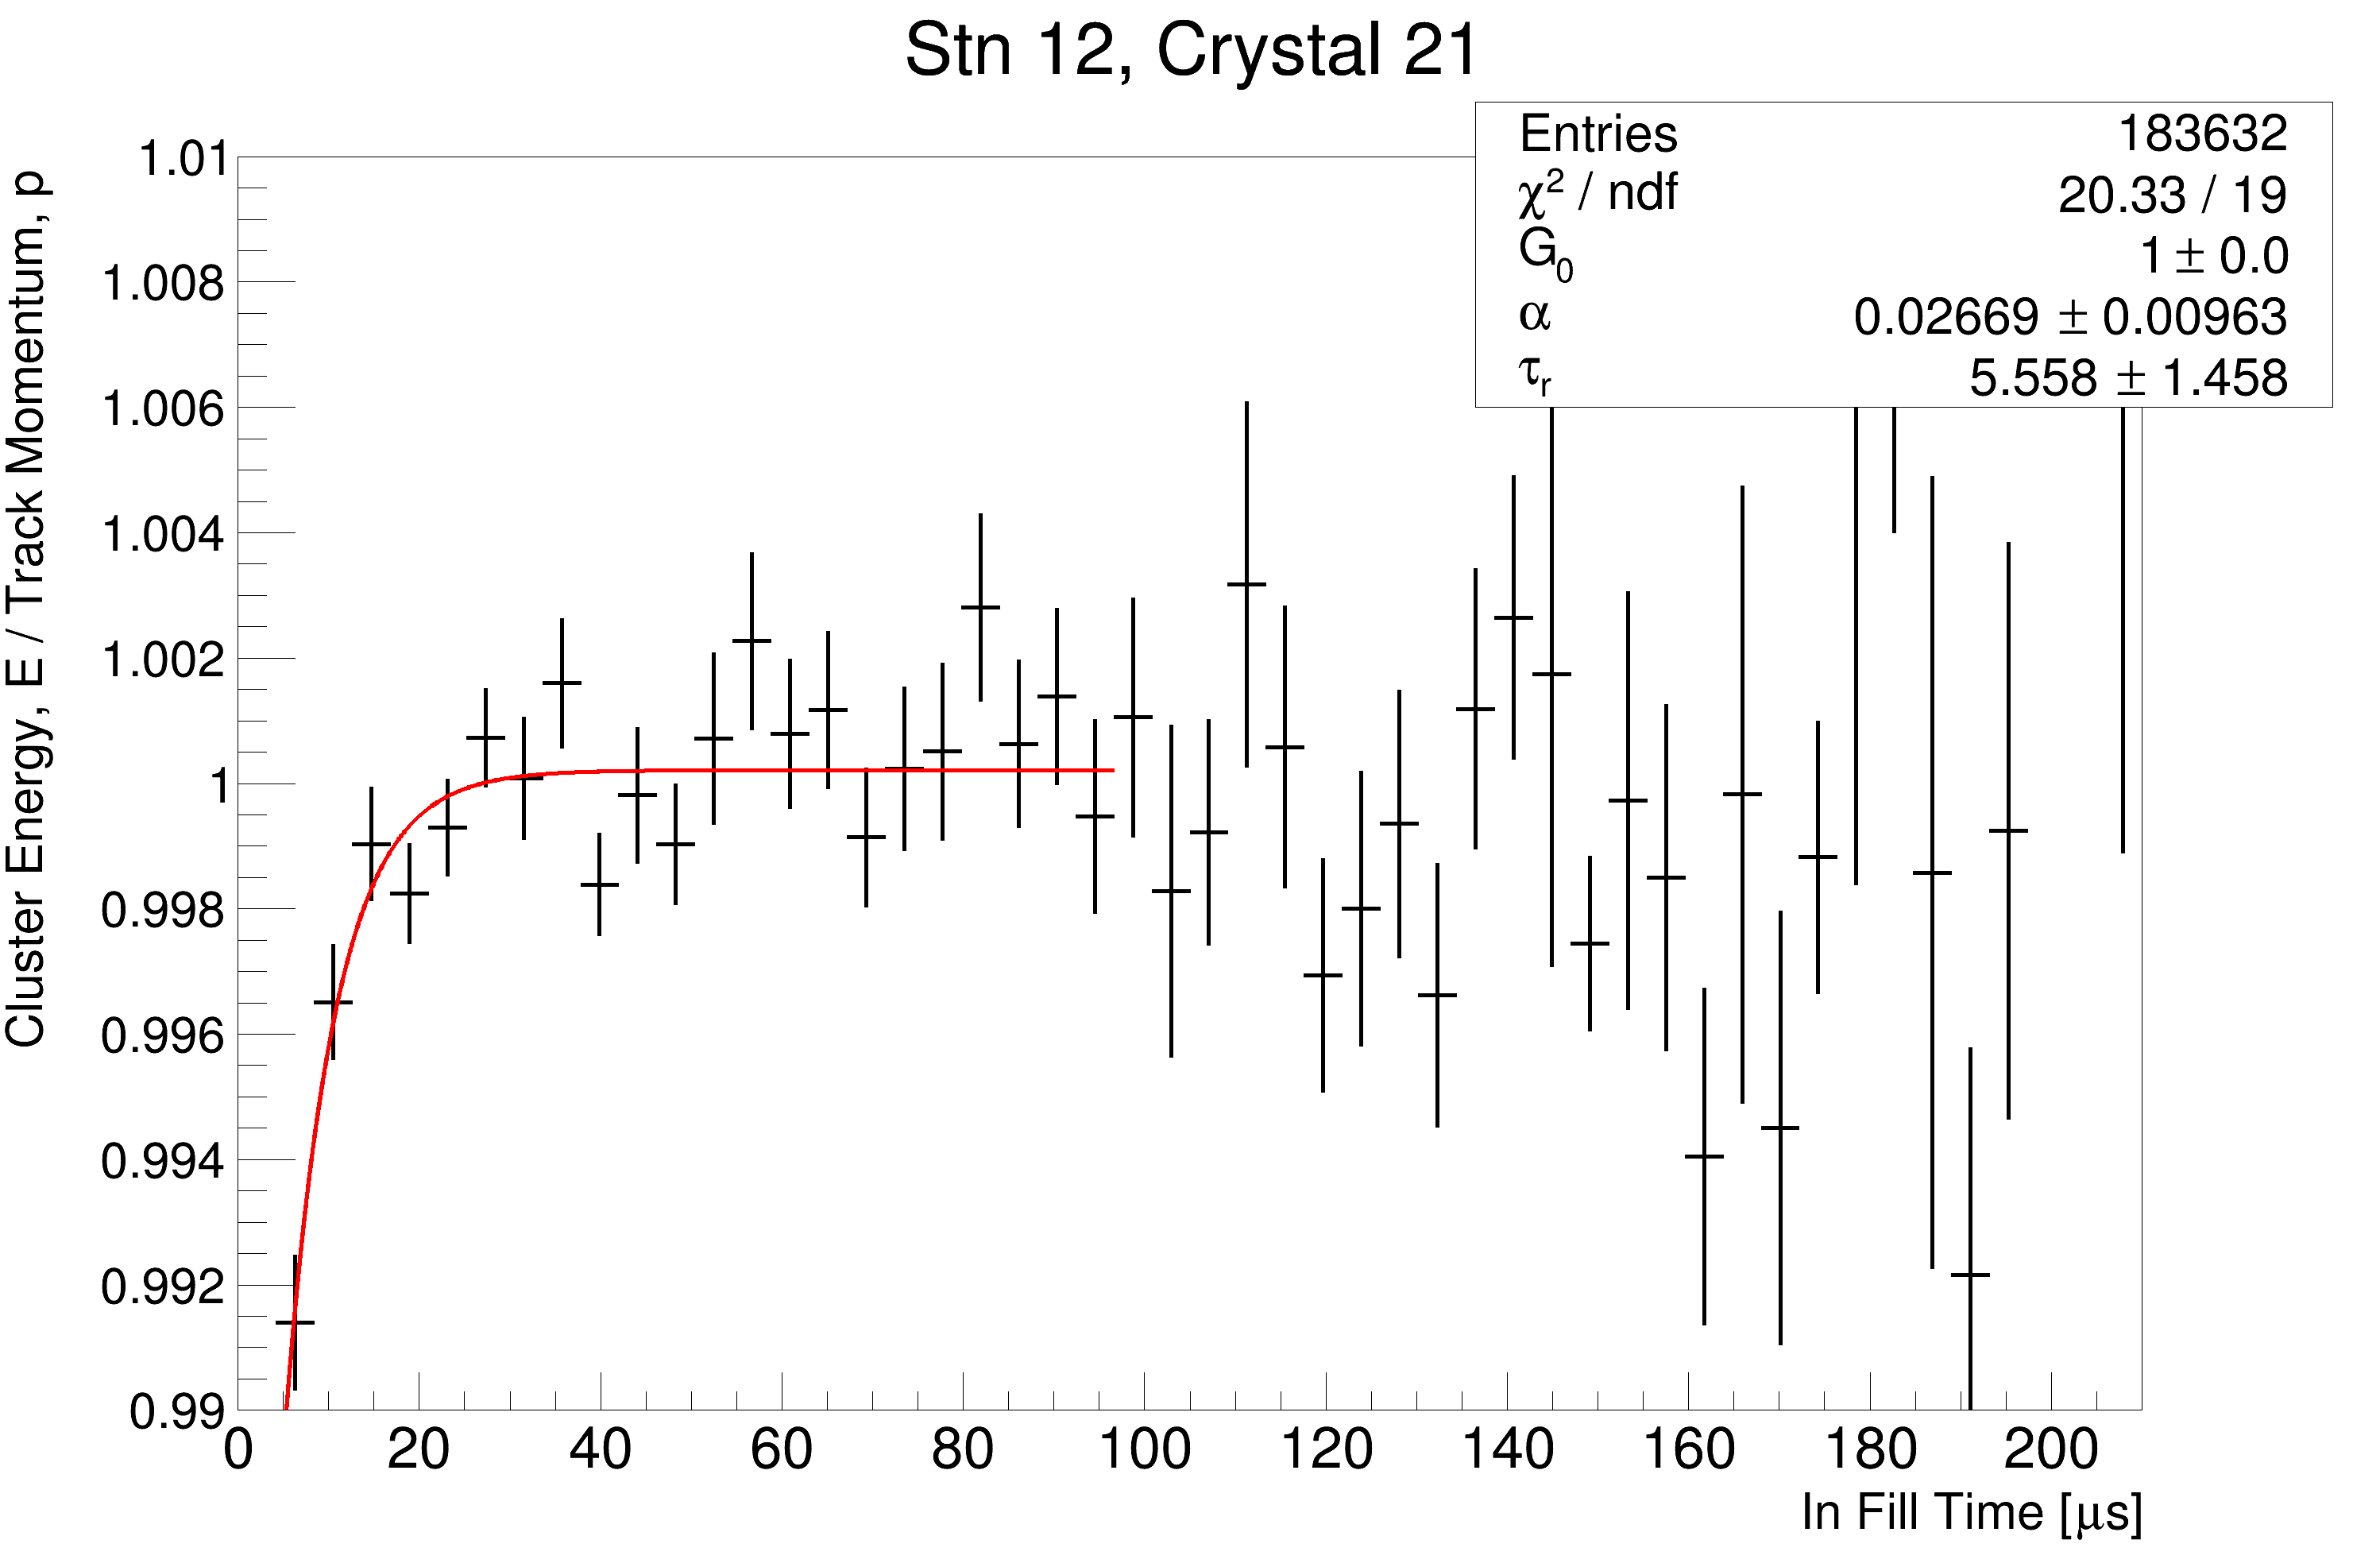 Stn 12, Crystal 21
Entries 183632
χ² / ndf 20.33 / 19
G₀ 1 ± 0.0
α 0.02669 ± 0.00963
τᵣ 5.558 ± 1.458
Cluster Energy, E / Track Momentum, p
1.01
1.008
1.006
1.004
1.002
1
0.998
0.996
0.994
0.992
0.99
0 20 40 60 80 100 120 140 160 180 200
In Fill Time [μs]